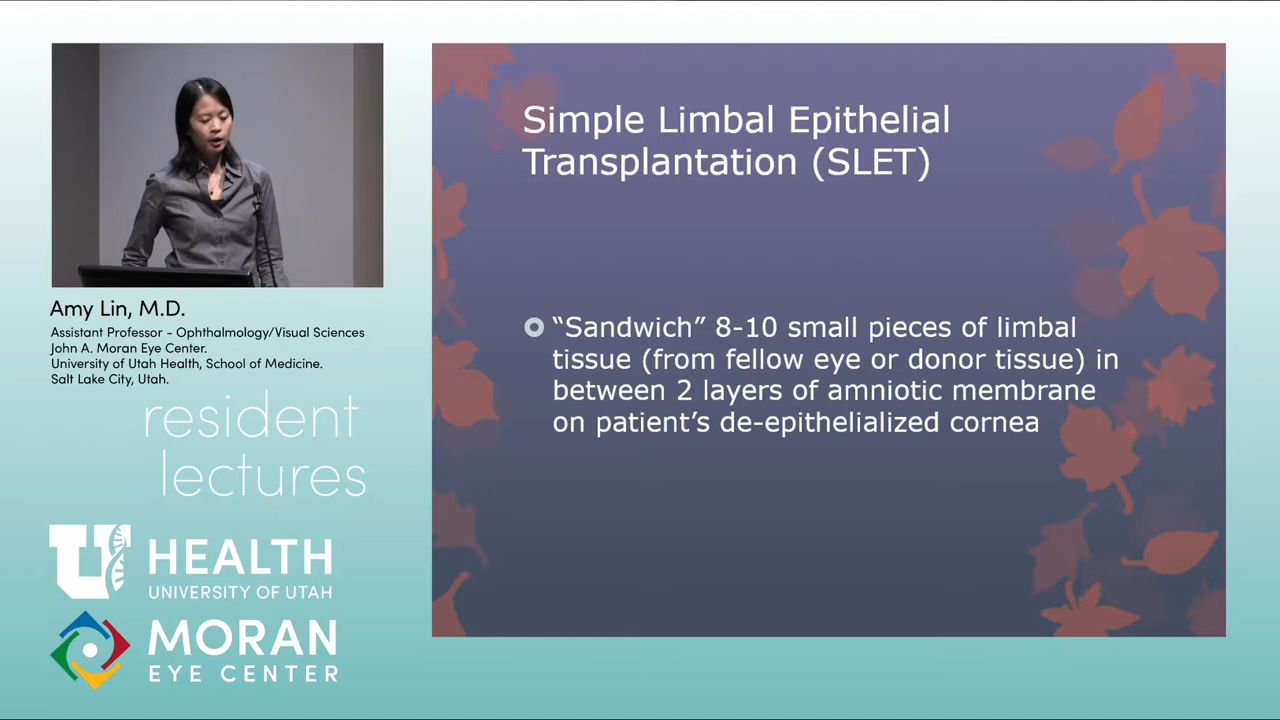 Amy Lin, M.D.
Assistant Professor - Ophthalmology/Visual Sciences
John A. Moran Eye Center.
University of Utah Health, School of Medicine.
Salt Lake City, Utah.
resident
lectures
U HEALTH
UNIVERSITY OF UTAH
MORAN
EYE CENTER
Simple Limbal Epithelial
Transplantation (SLET)
“Sandwich” 8-10 small pieces of limbal
tissue (from fellow eye or donor tissue) in
between 2 layers of amniotic membrane
on patient’s de-epithelialized cornea